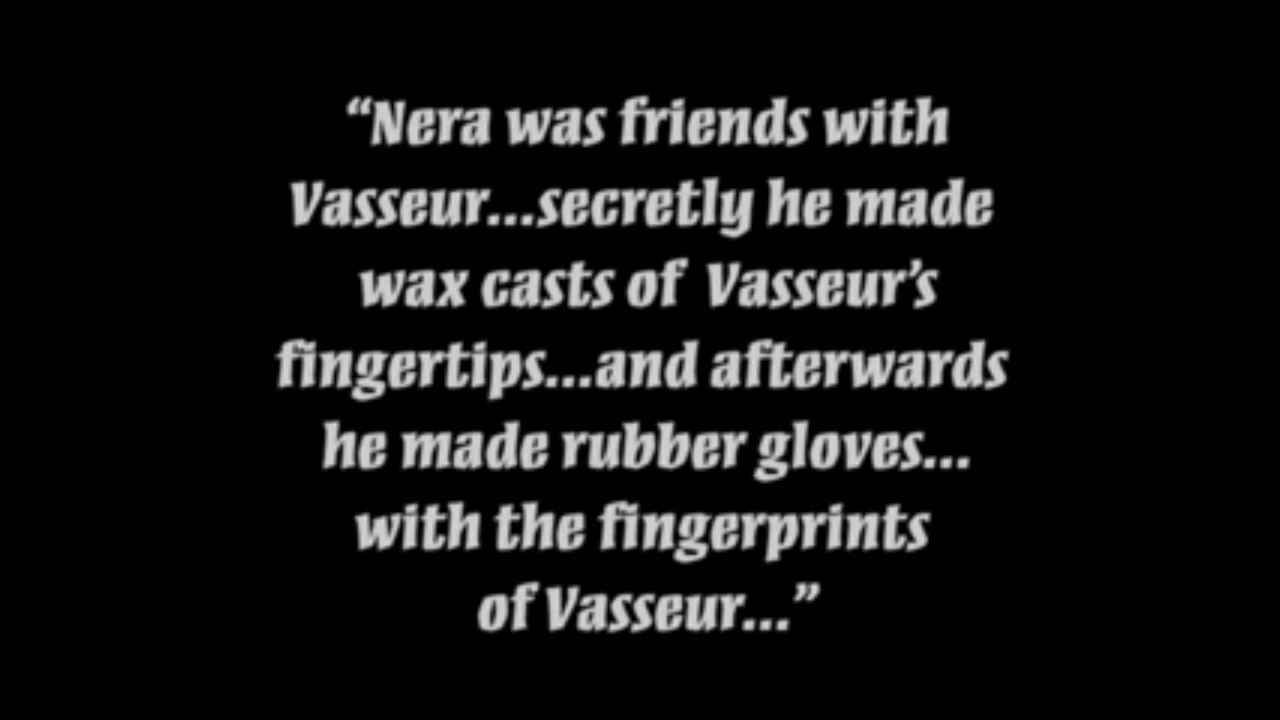 “Nera was friends with
Vasseur...secretly he made
wax casts of Vasseur’s
fingertips...and afterwards
he made rubber gloves...
with the fingerprints
of Vasseur...”